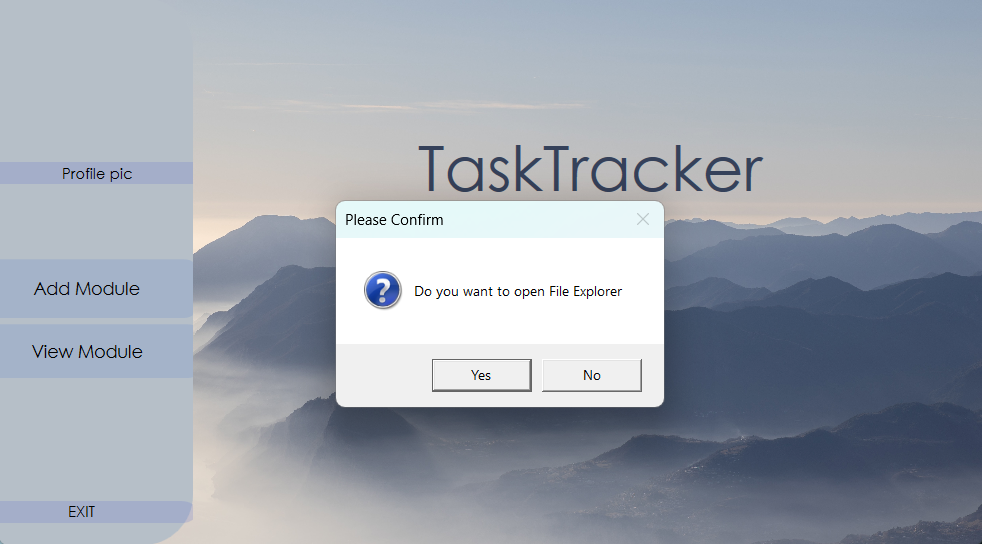 Profile pic
Add Module
View Module
EXIT
TaskTracker
Please Confirm
?
Do you want to open File Explorer
Yes
No